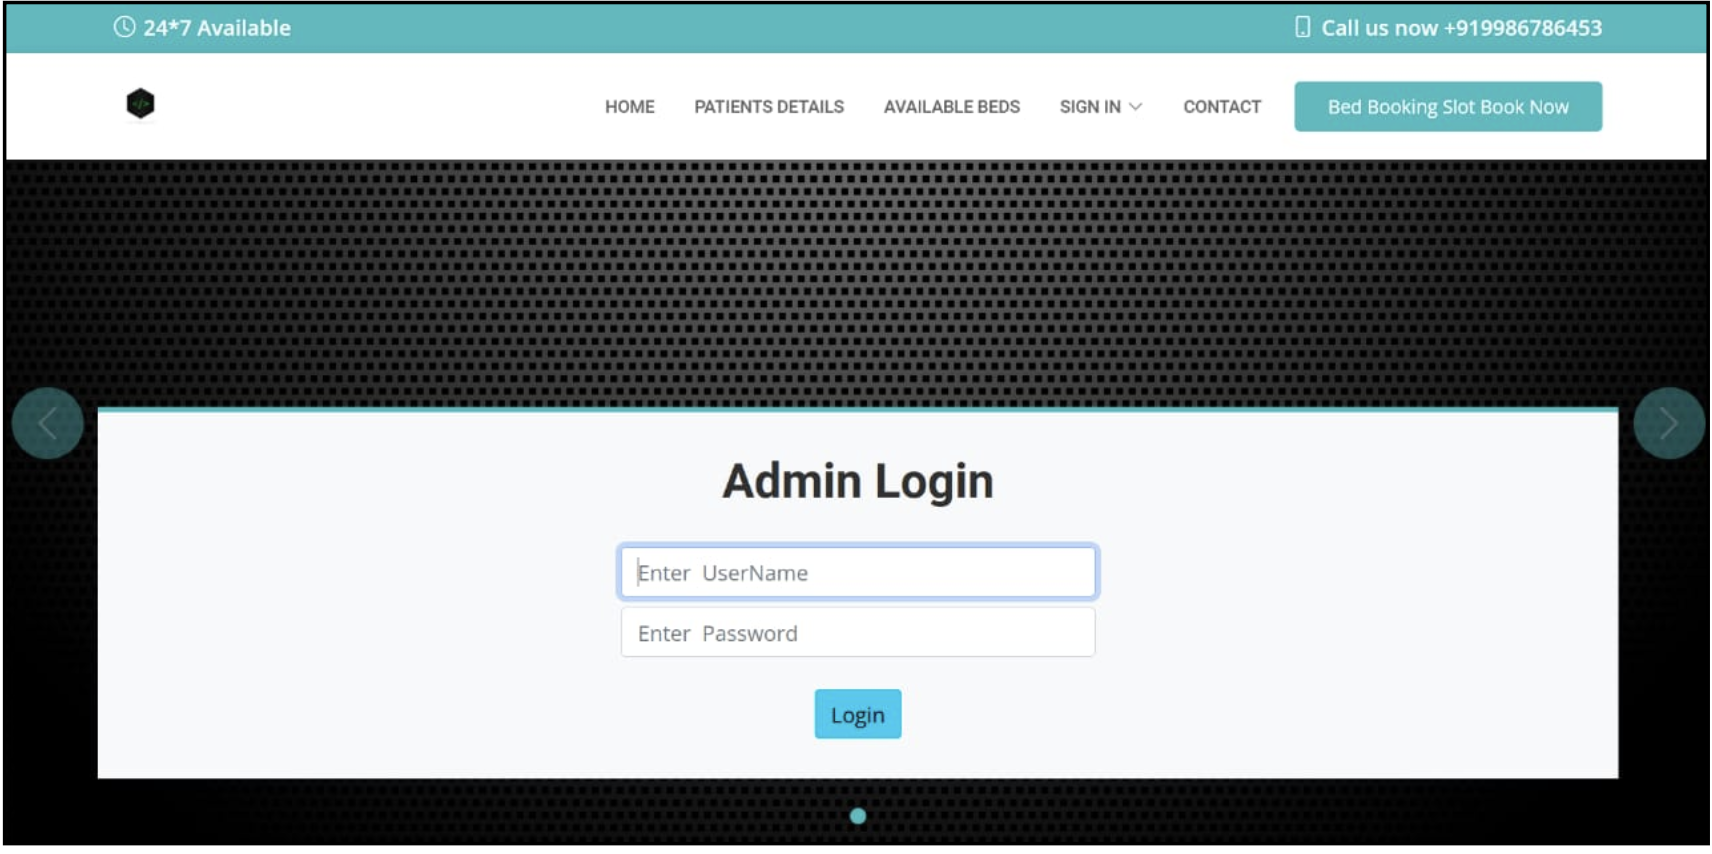 24*7 Available
Call us now +919986786453
</>
HOME PATIENTS DETAILS AVAILABLE BEDS SIGN IN CONTACT Bed Booking Slot Book Now
Admin Login
Enter UserName
Enter Password
Login